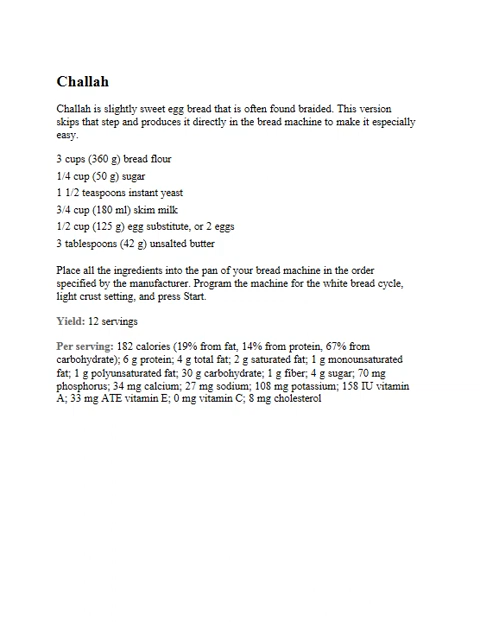 Challah
Challah is slightly sweet egg bread that is often found braided. This version
skips that step and produces it directly in the bread machine to make it especially
easy.
3 cups (360 g) bread flour
1/4 cup (50 g) sugar
1 1/2 teaspoons instant yeast
3/4 cup (180 ml) skim milk
1/2 cup (125 g) egg substitute, or 2 eggs
3 tablespoons (42 g) unsalted butter
Place all the ingredients into the pan of your bread machine in the order
specified by the manufacturer. Program the machine for the white bread cycle,
light crust setting, and press Start.
Yield: 12 servings
Per serving: 182 calories (19% from fat, 14% from protein, 67% from
carbohydrate); 6 g protein; 4 g total fat; 2 g saturated fat; 1 g monounsaturated
fat; 1 g polyunsaturated fat; 30 g carbohydrate; 1 g fiber; 4 g sugar; 70 mg
phosphorus; 34 mg calcium; 27 mg sodium; 108 mg potassium; 158 IU vitamin
A; 33 mg ATE vitamin E; 0 mg vitamin C; 8 mg cholesterol